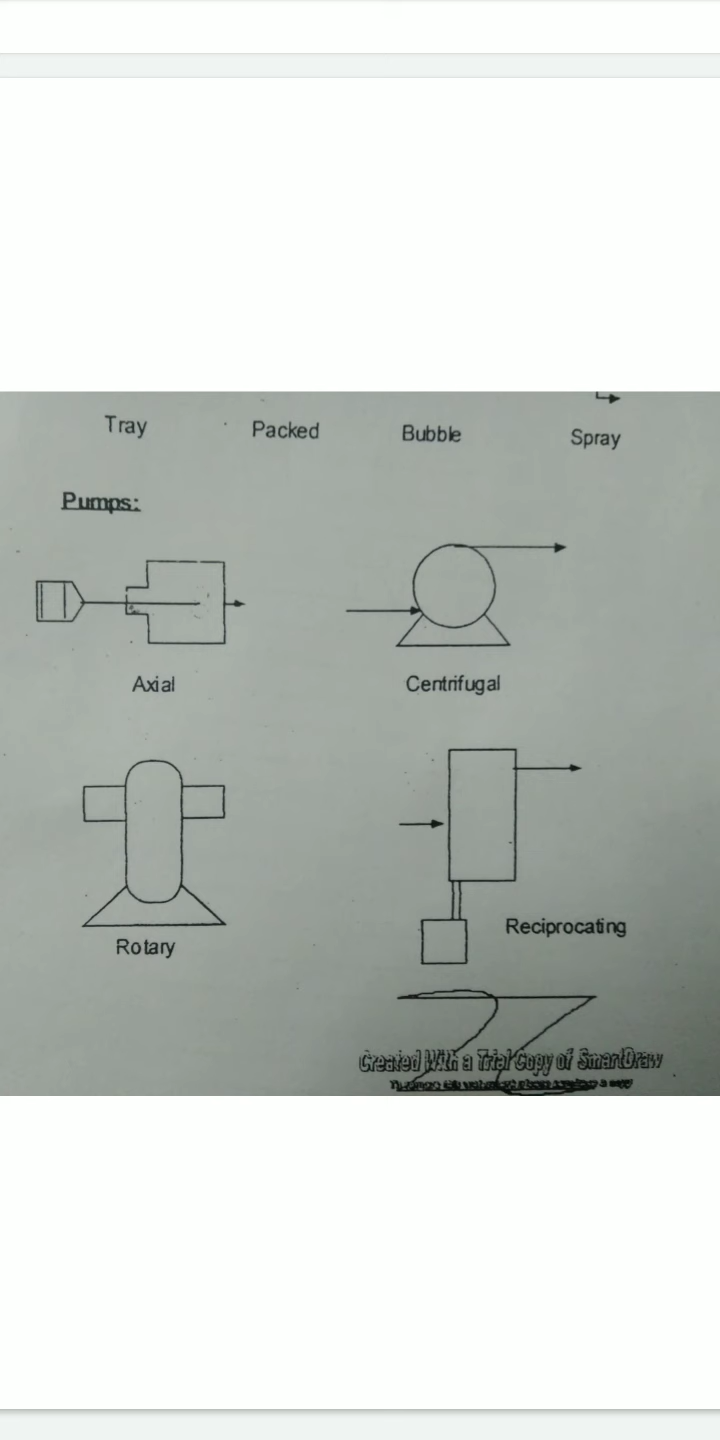 Tray Packed Bubble Spray
Pumps:
Axial Centrifugal
Rotary Reciprocating
Created With a Trial Copy of SmartDraw